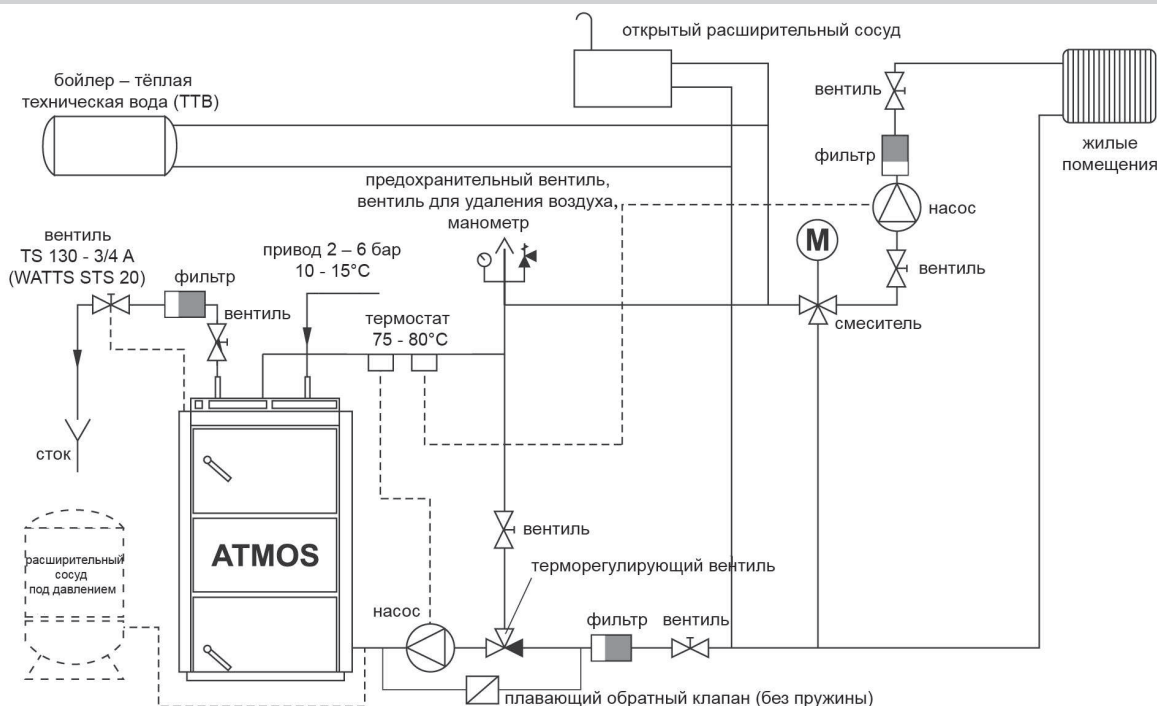 открытый расширительный сосуд
бойлер – тёплая
техническая вода (ТТВ)
вентиль
фильтр
жилые
помещения
предохранительный вентиль,
вентиль для удаления воздуха,
манометр
насос
M
вентиль
TS 130 - 3/4 A
(WATTS STS 20)
привод 2 – 6 бар
10 - 15°C
фильтр
вентиль
вентиль
термостат
75 - 80°C
смеситель
сток
вентиль
ATMOS
расширительный
сосуд
под давлением
терморегулирующий вентиль
насос
фильтр
вентиль
плавающий обратный клапан (без пружины)